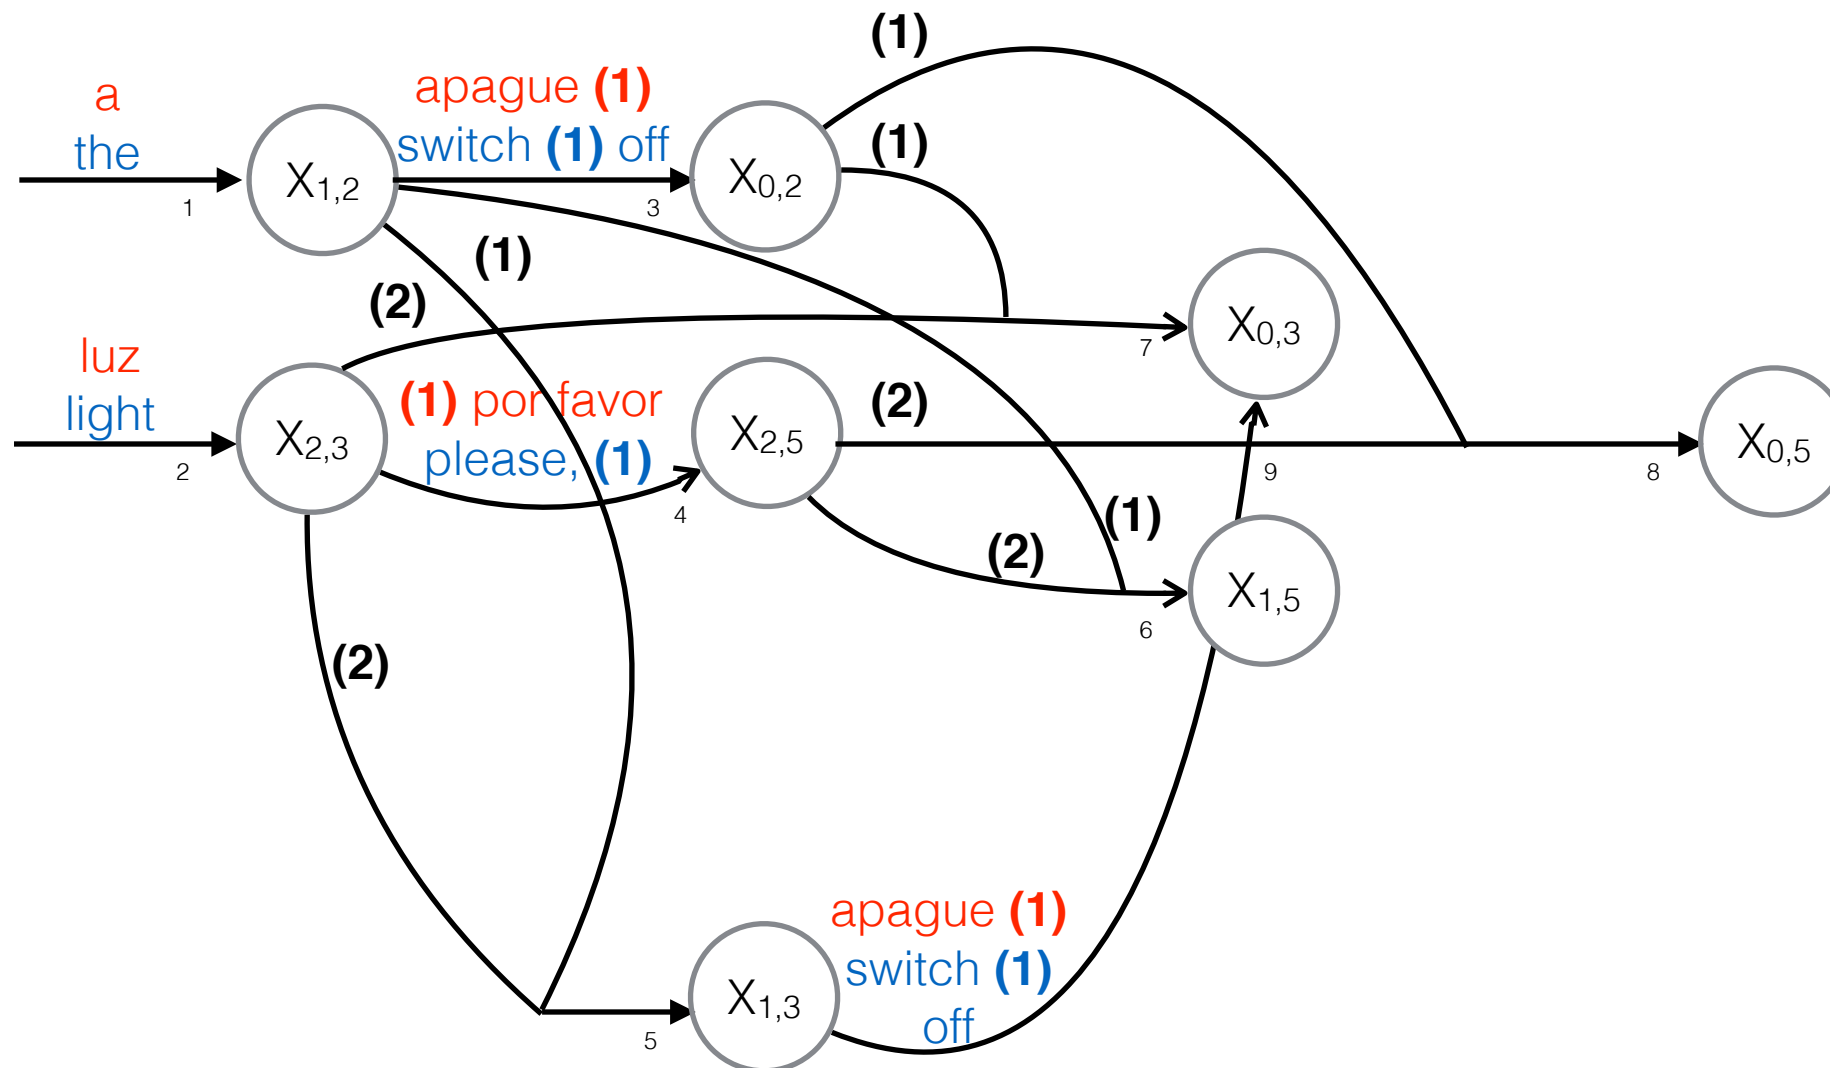 (1)
a
the
1
X1,2
apague (1)
switch (1) off
3
X0,2
(1)
(1)
(2)
X0,3
7
luz
light
2
X2,3
(1) por favor
please, (1)
4
X2,5
(2)
9
8
X0,5
(1)
(2)
6
X1,5
(2)
apague (1)
switch (1)
off
X1,3
5